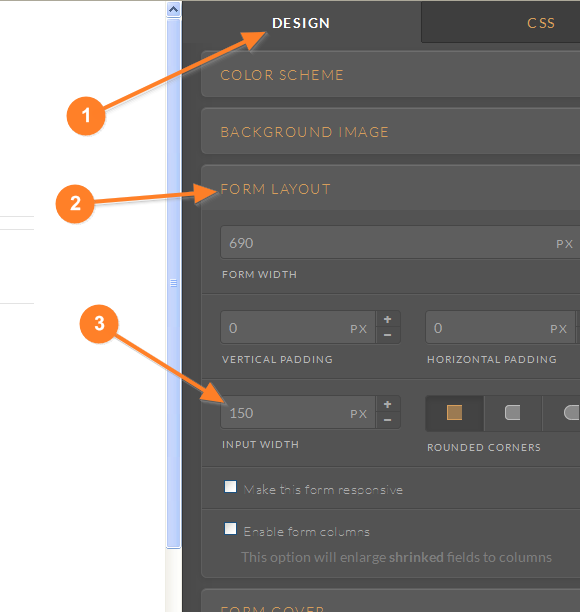 DESIGN CSS
1
COLOR SCHEME
BACKGROUND IMAGE
2
FORM LAYOUT
690 PX
FORM WIDTH
3
0 PX 0 PX
VERTICAL PADDING HORIZONTAL PADDING
150 PX
INPUT WIDTH ROUNDED CORNERS
Make this form responsive
Enable form columns
This option will enlarge shrinked fields to columns
FORM COVER